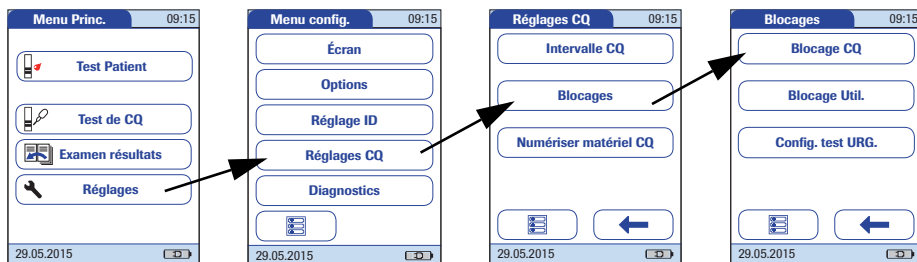 Menu Princ. 09:15
Test Patient
Test de CQ
Examen résultats
Réglages
29.05.2015
Menu config. 09:15
Écran
Options
Réglage ID
Réglages CQ
Diagnostics
29.05.2015
Réglages CQ 09:15
Intervalle CQ
Blocages
Numériser matériel CQ
29.05.2015
Blocages 09:15
Blocage CQ
Blocage Util.
Config. test URG.
29.05.2015